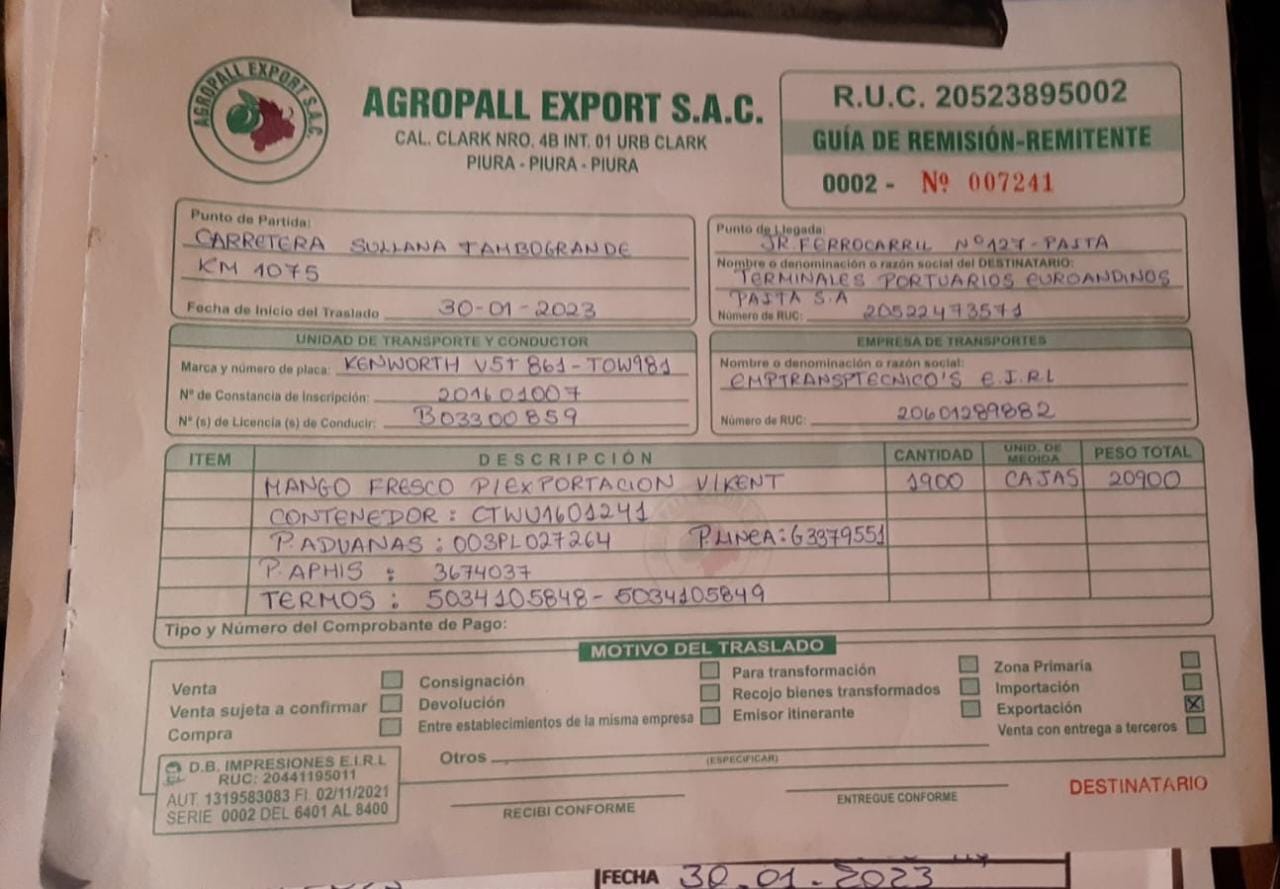 AGROPALL EXPORT S.A.C.
AGROPALL EXPORT S.A.C.
CAL. CLARK NRO. 4B INT. 01 URB CLARK
PIURA - PIURA - PIURA
R.U.C. 20523895002
GUÍA DE REMISIÓN-REMITENTE
0002 - Nº 007241
Punto de Partida:
CARRETERA SULLANA TAMBOGRANDE
KM 1075
Fecha de Inicio del Traslado 30-01-2023
Punto de Llegada:
JR. FERROCARRIL Nº127-PAITA
Nombre o denominación o razón social del DESTINATARIO:
TERMINALES PORTUARIOS EUROANDINOS
PAITA S.A
Número de RUC: 20522473571
UNIDAD DE TRANSPORTE Y CONDUCTOR
Marca y número de placa: KENWORTH V5T 861 - TOW981
Nº de Constancia de Inscripción: 201601007
Nº (s) de Licencia (s) de Conducir: B03300859
EMPRESA DE TRANSPORTES
Nombre o denominación o razón social:
EMPTRANSPTECNICO'S E.I.R.L
Número de RUC: 20601289882
ITEM DESCRIPCIÓN CANTIDAD UNID. DE MEDIDA PESO TOTAL
MANGO FRESCO P/EXPORTACION V/KENT 1900 CAJAS 20900
CONTENEDOR : CTWU1601241
P. ADUANAS : 003PL027264 P. LINEA : G3379551
P. APHIS : 3674037
TERMOS : 5034105848 - 5034105849
Tipo y Número del Comprobante de Pago:
MOTIVO DEL TRASLADO
Venta
Venta sujeta a confirmar
Compra
Consignación
Devolución
Entre establecimientos de la misma empresa
Para transformación
Recojo bienes transformados
Emisor itinerante
Zona Primaria
Importación
Exportación X
Venta con entrega a terceros
Otros
(ESPECIFICAR)
D.B. IMPRESIONES E.I.R.L
RUC: 20441195011
AUT. 1319583083 FI. 02/11/2021
SERIE 0002 DEL 6401 AL 8400
RECIBI CONFORME
ENTREGUE CONFORME
DESTINATARIO
FECHA 30.01.2023